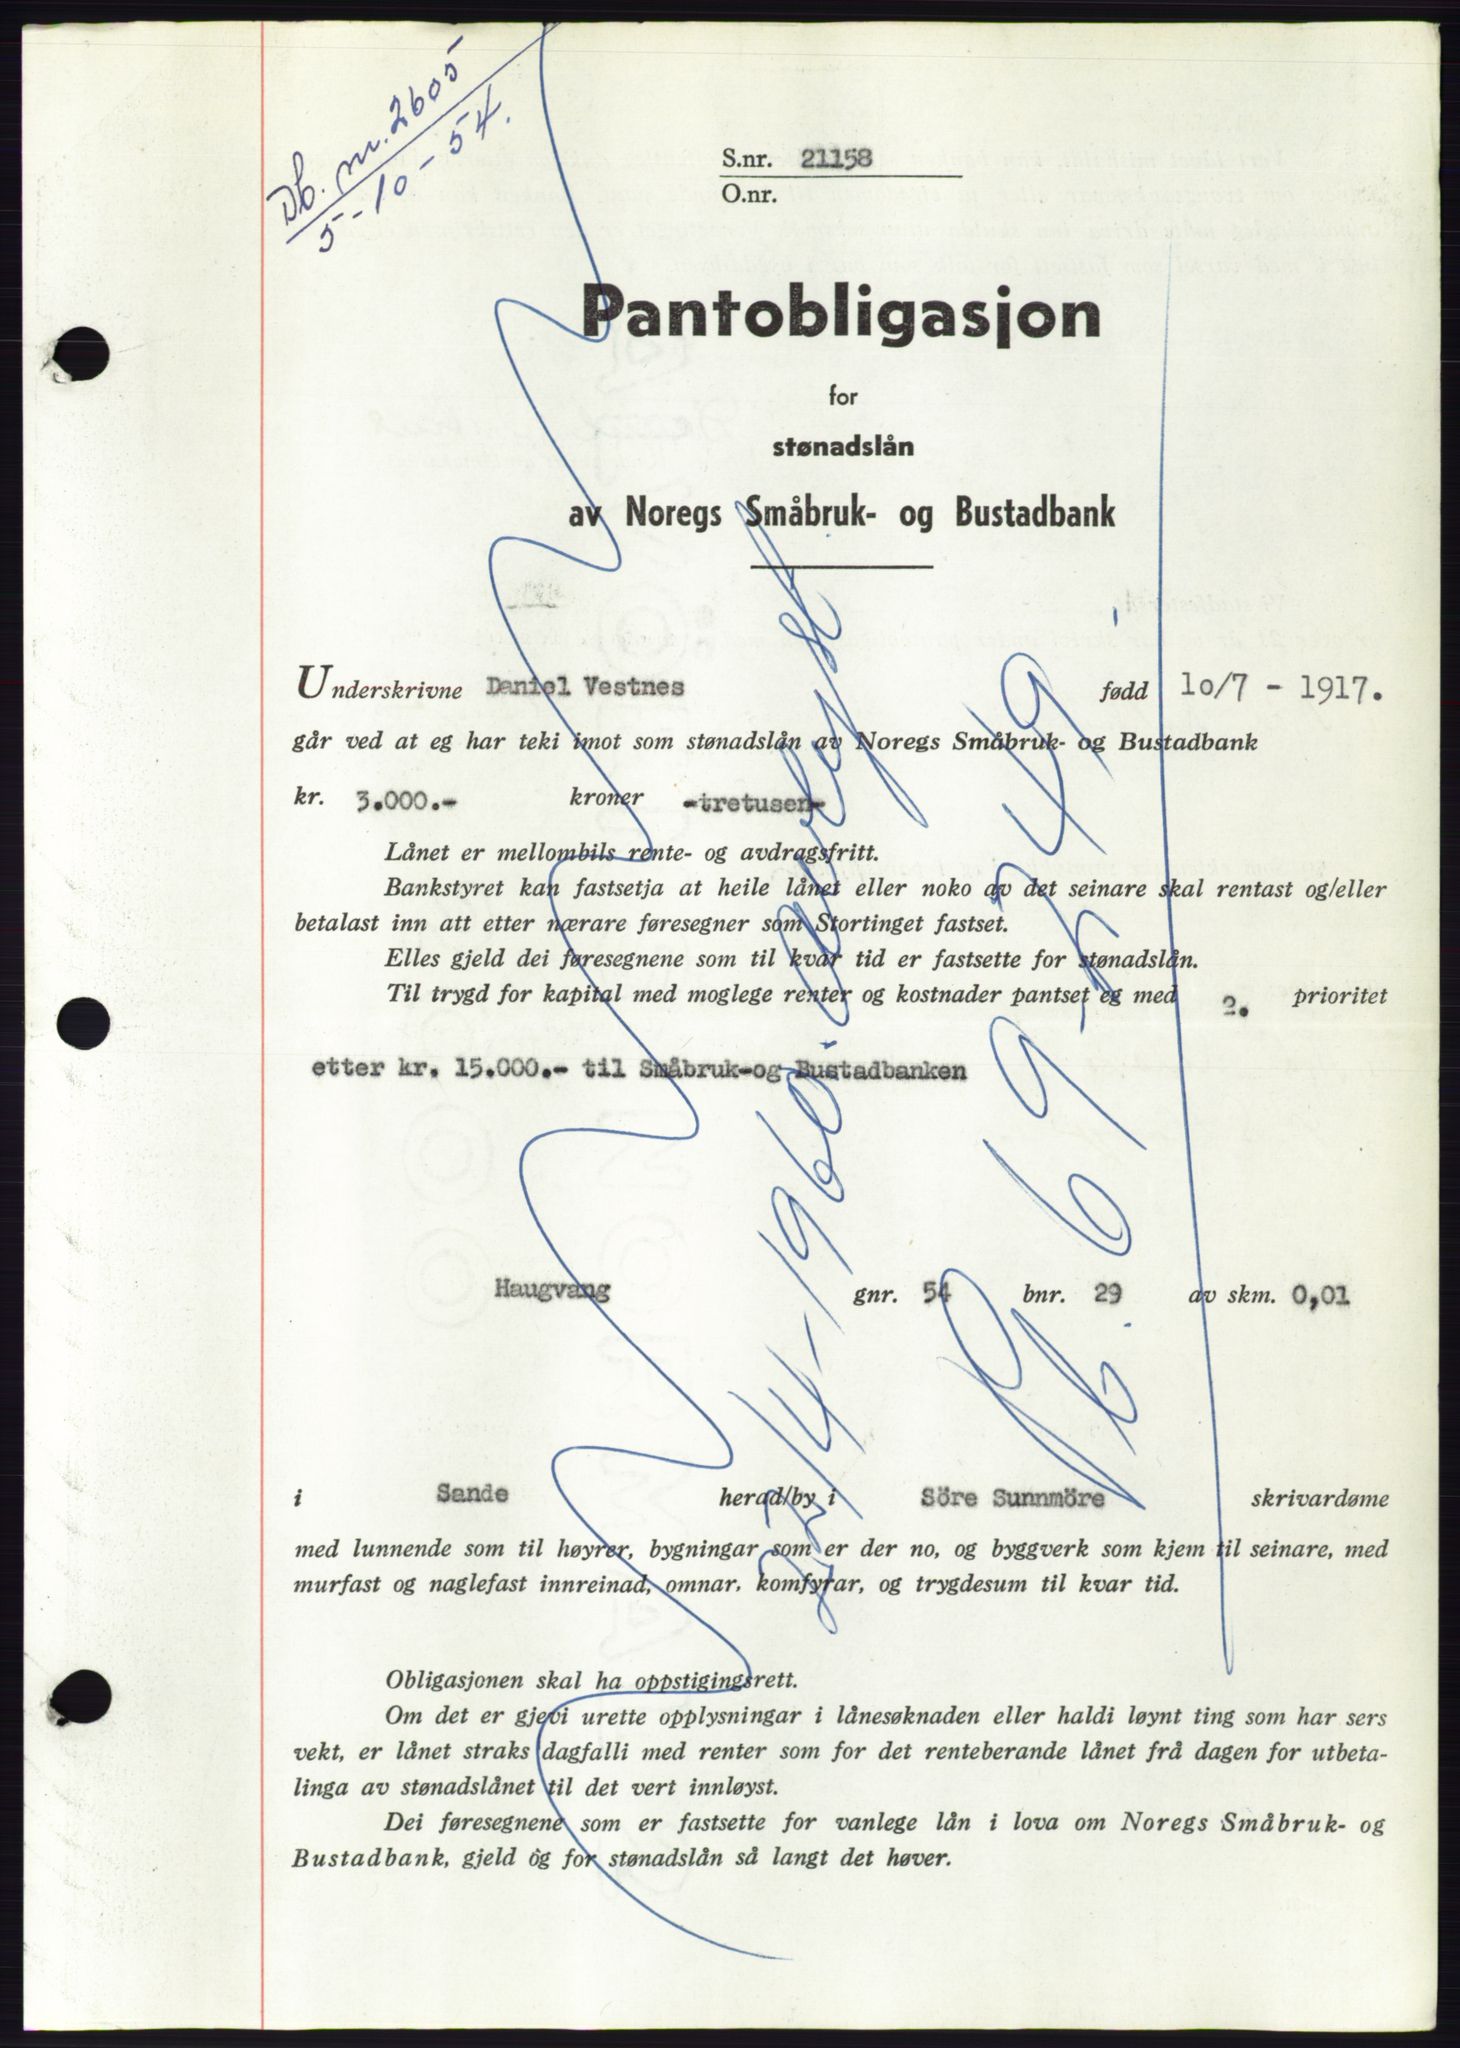 Db. nr. 2605
5-10-54.
S.nr. 21158
O.nr.
Pantobligasjon
for
stønadslån
av Noregs Småbruk- og Bustadbank
Underskrivne Daniel Vestnes fødd 10/7 - 1917.
går ved at eg har teki imot som stønadslån av Noregs Småbruk- og Bustadbank
kr. 3.000.- kroner -tretusen-
Lånet er mellombils rente- og avdragsfritt.
Bankstyret kan fastsetja at heile lånet eller noko av det seinare skal rentast og/eller
betalast inn att etter nærare føresegner som Stortinget fastset.
Elles gjeld dei føresegnene som til kvar tid er fastsette for stønadslån.
Til trygd for kapital med moglege renter og kostnader pantset eg med 2. prioritet
etter kr. 15.000.- til Småbruk-og Bustadbanken
Haugvang gnr. 54 bnr. 29 av skm. 0,01
i Sande herad/by i Söre Sunnmöre skrivardøme
med lunnende som til høyrer, bygningar som er der no, og byggverk som kjem til seinare, med
murfast og naglefast innreinad, omnar, komfyrar, og trygdesum til kvar tid.
Obligasjonen skal ha oppstigingsrett.
Om det er gjevi urette opplysningar i lånesøknaden eller haldi løynt ting som har sers
vekt, er lånet straks dagfalli med renter som for det renteberande lånet frå dagen for utbeta-
linga av stønadslånet til det vert innløyst.
Dei føresegnene som er fastsette for vanlege lån i lova om Noregs Småbruk- og
Bustadbank, gjeld òg for stønadslån så langt det høver.
/4-1960. avlyst
Pb. 69